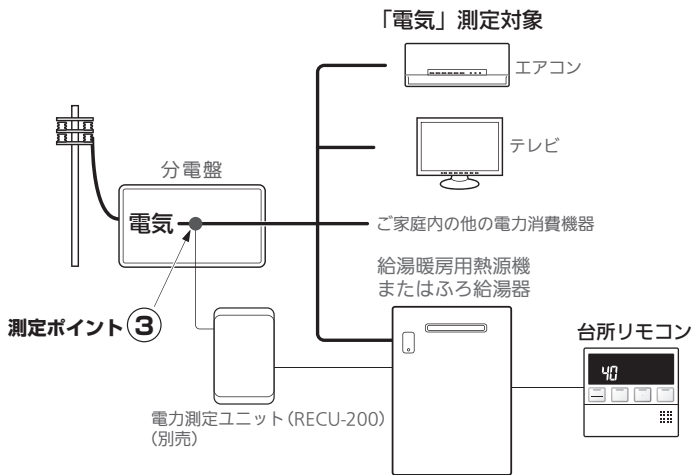 「電気」測定対象
エアコン
テレビ
分電盤
電気
ご家庭内の他の電力消費機器
給湯暖房用熱源機
またはふろ給湯器
測定ポイント③
台所リモコン
40
電力測定ユニット(RECU-200)
(別売)